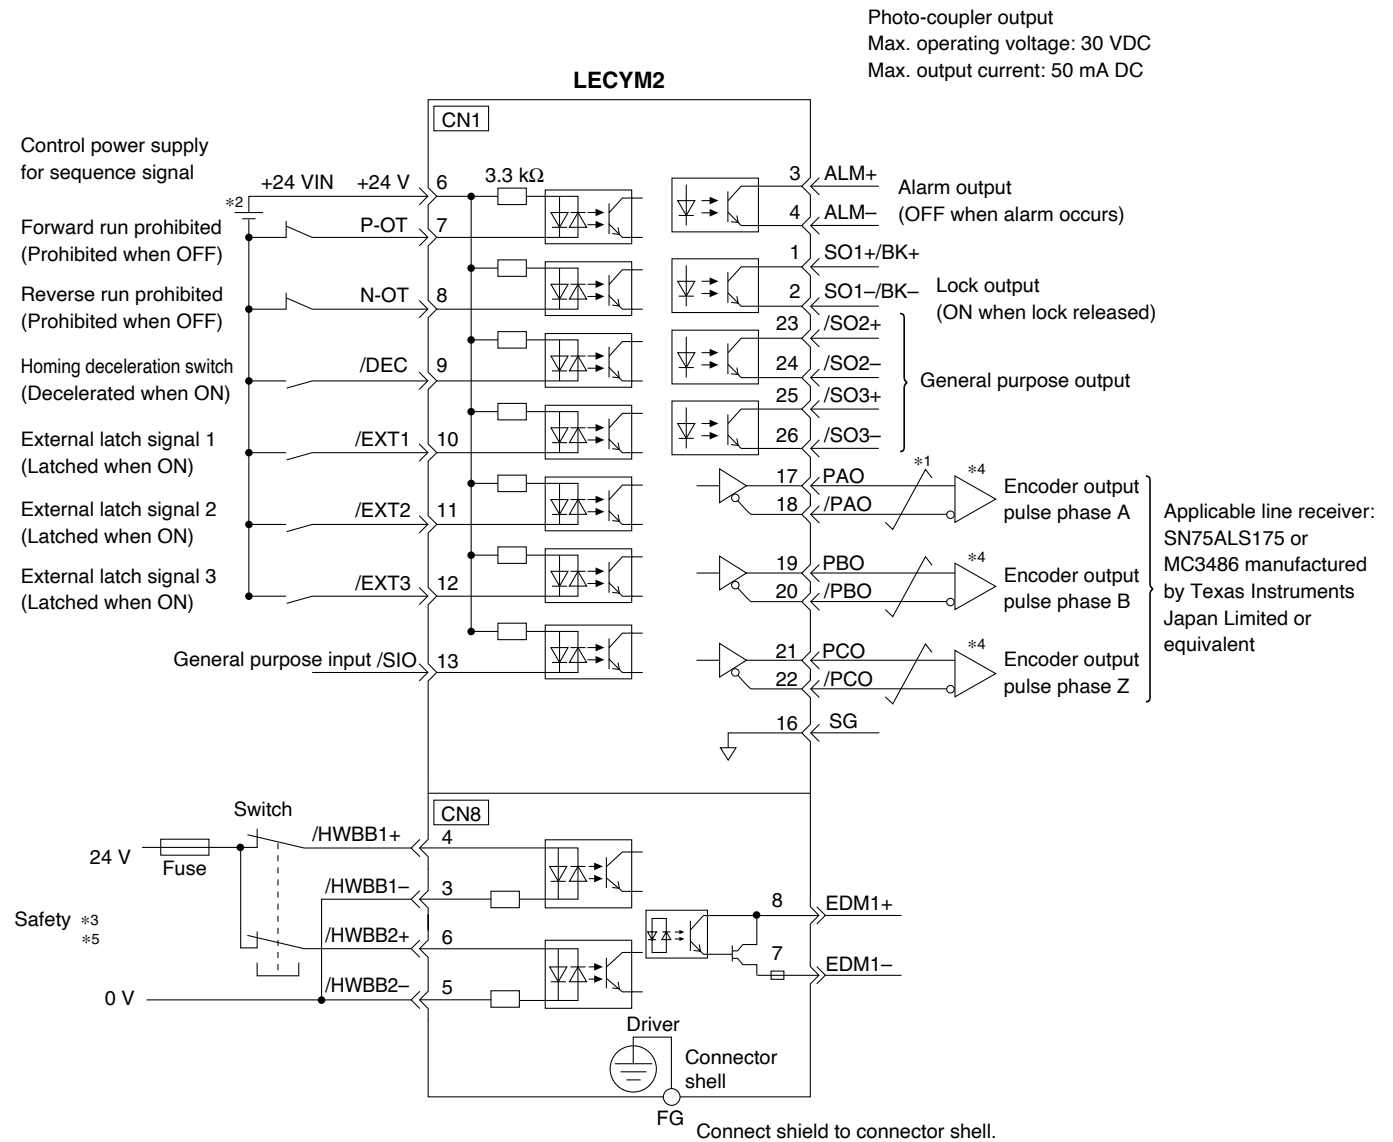 Photo-coupler output
Max. operating voltage: 30 VDC
Max. output current: 50 mA DC
LECYM2
CN1
Control power supply
for sequence signal
+24 VIN
+24 V
6
3.3 kΩ
*2
Forward run prohibited
(Prohibited when OFF)
P-OT
7
Reverse run prohibited
(Prohibited when OFF)
N-OT
8
Homing deceleration switch
(Decelerated when ON)
/DEC
9
External latch signal 1
(Latched when ON)
/EXT1
10
External latch signal 2
(Latched when ON)
/EXT2
11
External latch signal 3
(Latched when ON)
/EXT3
12
General purpose input /SIO
13
3
ALM+
4
ALM–
Alarm output
(OFF when alarm occurs)
1
SO1+/BK+
2
SO1–/BK–
Lock output
(ON when lock released)
23
/SO2+
24
/SO2–
25
/SO3+
26
/SO3–
General purpose output
17
PAO
18
/PAO
*1
*4
Encoder output
pulse phase A
19
PBO
20
/PBO
*4
Encoder output
pulse phase B
21
PCO
22
/PCO
*4
Encoder output
pulse phase Z
Applicable line receiver:
SN75ALS175 or
MC3486 manufactured
by Texas Instruments
Japan Limited or
equivalent
16
SG
CN8
Switch
24 V
Fuse
/HWBB1+
4
/HWBB1–
3
Safety *3
*5
/HWBB2+
6
/HWBB2–
5
0 V
8
EDM1+
7
EDM1–
Driver
Connector
shell
FG
Connect shield to connector shell.